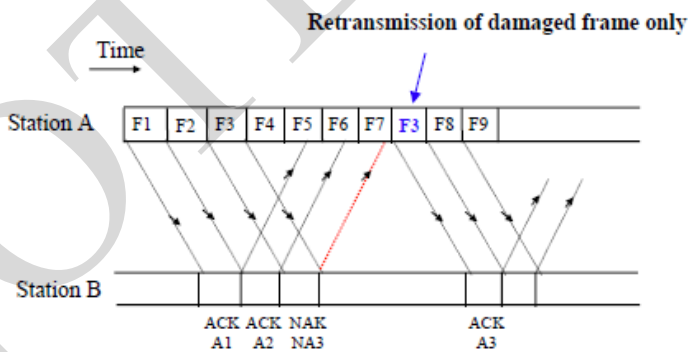 Retransmission of damaged frame only
Time
Station A F1 F2 F3 F4 F5 F6 F7 F3 F8 F9
Station B
ACK ACK NAK ACK
A1 A2 NA3 A3